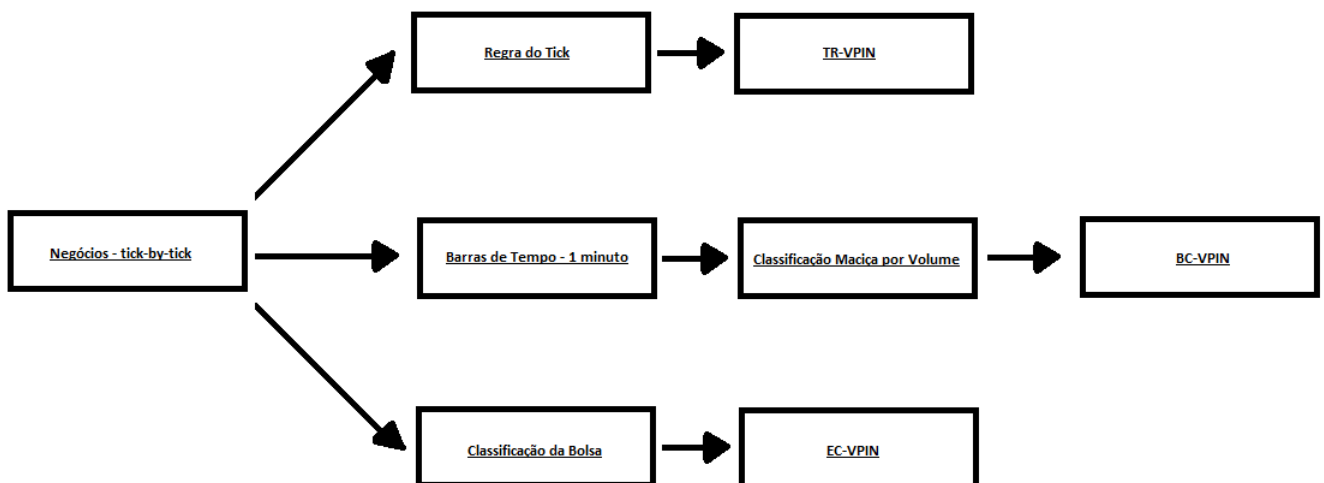 Regra do Tick
TR-VPIN
Negócios - tick-by-tick
Barras de Tempo - 1 minuto
Classificação Maciça por Volume
BC-VPIN
Classificação da Bolsa
EC-VPIN